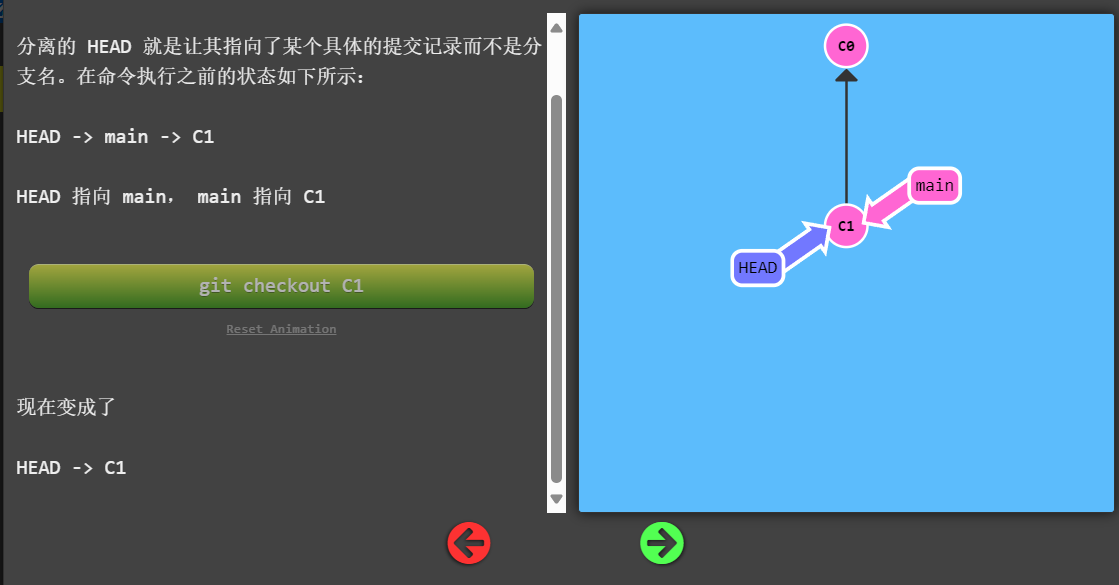 分离的 HEAD 就是让其指向了某个具体的提交记录而不是分
支名。在命令执行之前的状态如下所示：
HEAD -> main -> C1
HEAD 指向 main， main 指向 C1
git checkout C1
Reset Animation
现在变成了
HEAD -> C1
C0
main
C1
HEAD